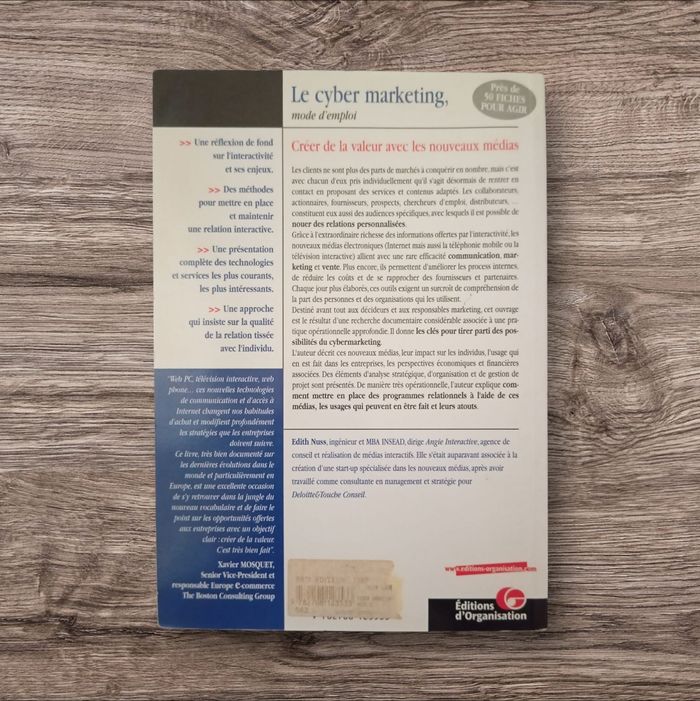 Le cyber marketing,
mode d'emploi
Près de
50 FICHES
POUR AGIR
>> Une réflexion de fond
sur l'interactivité
et ses enjeux.
>> Des méthodes
pour mettre en place
et maintenir
une relation interactive.
>> Une présentation
complète des technologies
et services les plus courants,
les plus intéressants.
>> Une approche
qui insiste sur la qualité
de la relation tissée
avec l'individu.
"Web PC, télévision interactive, web
phone... ces nouvelles technologies
de communication et d'accès à
Internet changent nos habitudes
d'achat et modifient profondément
les stratégies que les entreprises
doivent suivre.
Ce livre, très bien documenté sur
les dernières évolutions dans le
monde et particulièrement en
Europe, est une excellente occasion
de s'y retrouver dans la jungle du
nouveau vocabulaire et de faire le
point sur les opportunités offertes
aux entreprises avec un objectif
clair : créer de la valeur.
C'est très bien fait".
Xavier MOSQUET,
Senior Vice-President et
responsable Europe e-commerce
The Boston Consulting Group
Créer de la valeur avec les nouveaux médias
Les clients ne sont plus des parts de marchés à conquérir en nombre, mais c'est
avec chacun d'eux pris individuellement qu'il s'agit désormais de rentrer en
contact en proposant des services et contenus adaptés. Les collaborateurs,
actionnaires, fournisseurs, prospects, chercheurs d'emploi, distributeurs, ...
constituent eux aussi des audiences spécifiques, avec lesquels il est possible de
nouer des relations personnalisées.
Grâce à l'extraordinaire richesse des informations offertes par l'interactivité, les
nouveaux médias électroniques (Internet mais aussi la téléphonie mobile ou la
télévision interactive) allient avec une rare efficacité communication, mar-
keting et vente. Plus encore, ils permettent d'améliorer les process internes,
de réduire les coûts et de se rapprocher des fournisseurs et partenaires.
Chaque jour plus élaborés, ces outils exigent un surcroît de compréhension de
la part des personnes et des organisations qui les utilisent.
Destiné avant tout aux décideurs et aux responsables marketing, cet ouvrage
est le résultat d'une recherche documentaire considérable associée à une pra-
tique opérationnelle approfondie. Il donne les clés pour tirer parti des pos-
sibilités du cybermarketing.
L'auteur décrit ces nouveaux médias, leur impact sur les individus, l'usage qui
en est fait dans les entreprises, les perspectives économiques et financières
associées. Des éléments d'analyse stratégique, d'organisation et de gestion de
projet sont présentés. De manière très opérationnelle, l'auteur explique com-
ment mettre en place des programmes relationnels à l'aide de ces
médias, les usages qui peuvent en être fait et leurs atouts.
Edith Nuss, ingénieur et MBA INSEAD, dirige Angie Interactive, agence de
conseil et réalisation de médias interactifs. Elle s'était auparavant associée à la
création d'une start-up spécialisée dans les nouveaux médias, après avoir
travaillé comme consultante en management et stratégie pour
Deloitte&Touche Conseil.
www.editions-organisation.com
Éditions
d'Organisation